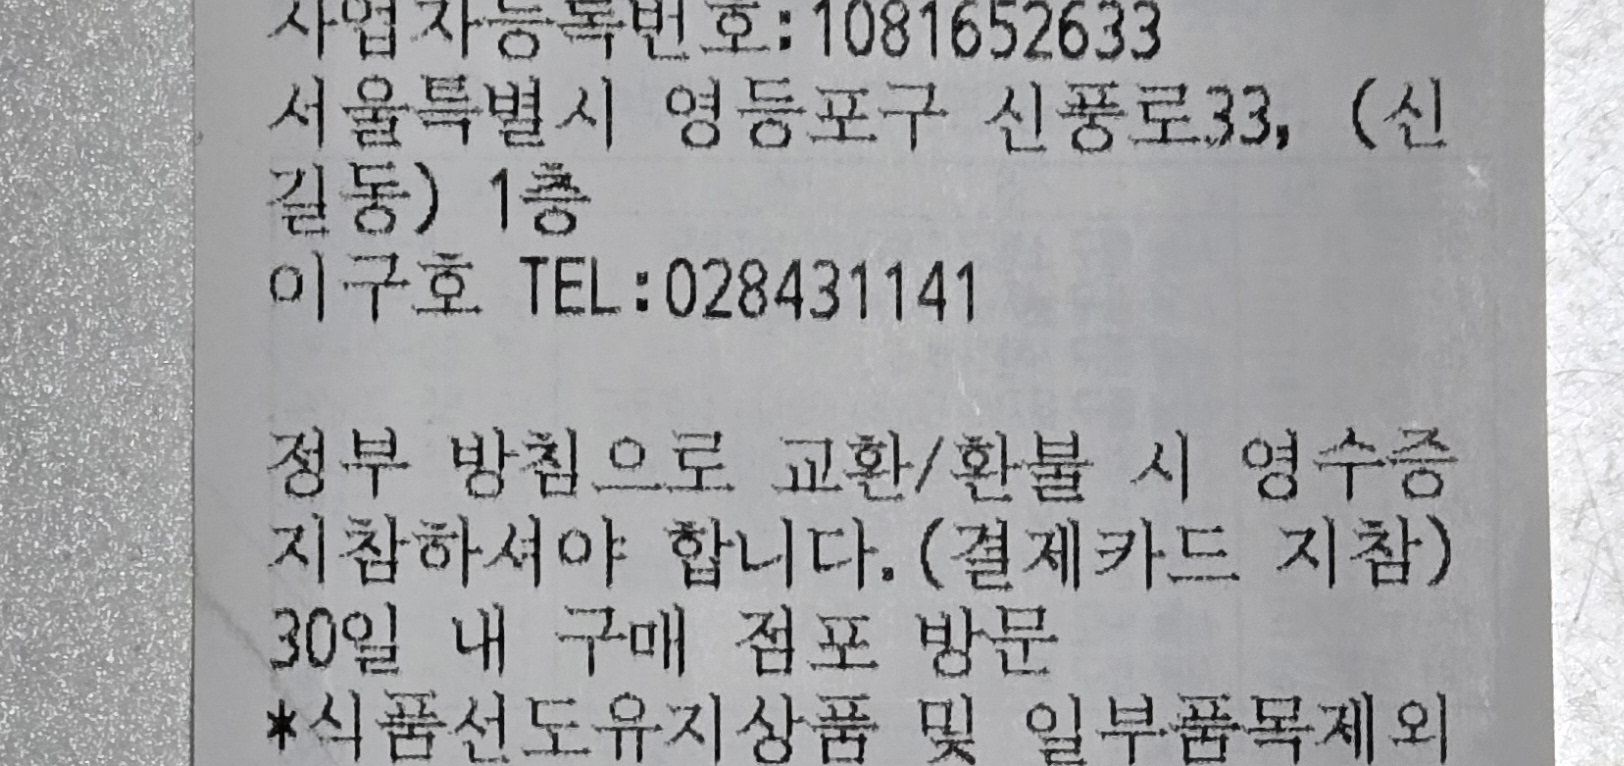 사업자등록번호:1081652633
서울특별시 영등포구 신풍로33, (신
길동) 1층
이구호 TEL:028431141
정부 방침으로 교환/환불 시 영수증
지참하셔야 합니다.(결제카드 지참)
30일 내 구매 점포 방문
*식품선도유지상품 및 일부품목제외